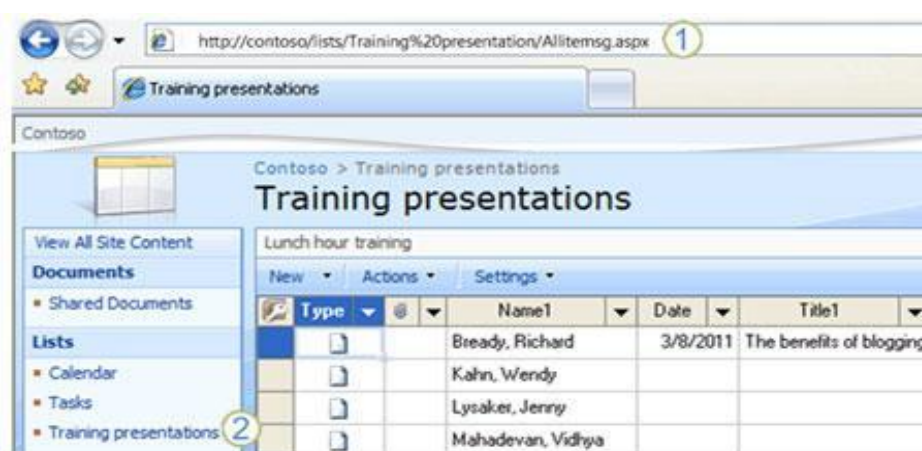 http://contoso/lists/Training%20presentation/Allitemsg.aspx 1
Training presentations
Contoso
Contoso > Training presentations
Training presentations
View All Site Content
Lunch hour training
Documents
New Actions Settings
Shared Documents
Type Name1 Date Title1
Lists
Bready, Richard 3/8/2011 The benefits of blogging
Calendar
Kahn, Wendy
Tasks
Lysaker, Jenny
Training presentations 2
Mahadevan, Vidhya